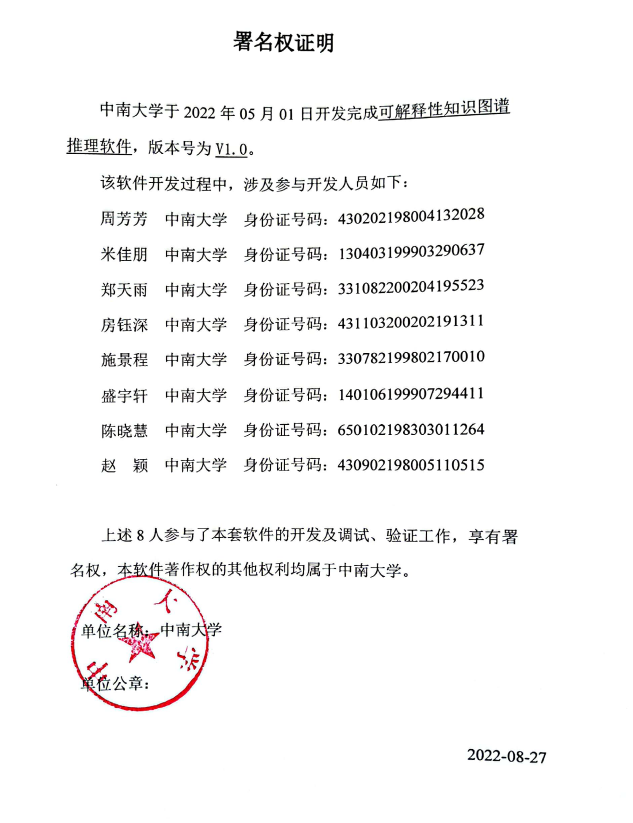 署名权证明
中南大学于 2022 年 05 月 01 日开发完成可解释性知识图谱
推理软件，版本号为 V1.0。
该软件开发过程中，涉及参与开发人员如下：
周芳芳 中南大学 身份证号码：430202198004132028
米佳朋 中南大学 身份证号码：130403199903290637
郑天雨 中南大学 身份证号码：331082200204195523
房钰深 中南大学 身份证号码：431103200202191311
施景程 中南大学 身份证号码：330782199802170010
盛宇轩 中南大学 身份证号码：140106199907294411
陈晓慧 中南大学 身份证号码：650102198303011264
赵 颖 中南大学 身份证号码：430902198005110515
上述 8 人参与了本套软件的开发及调试、验证工作，享有署
名权，本软件著作权的其他权利均属于中南大学。
单位名称：中南大学
单位公章：
中南大学
2022-08-27